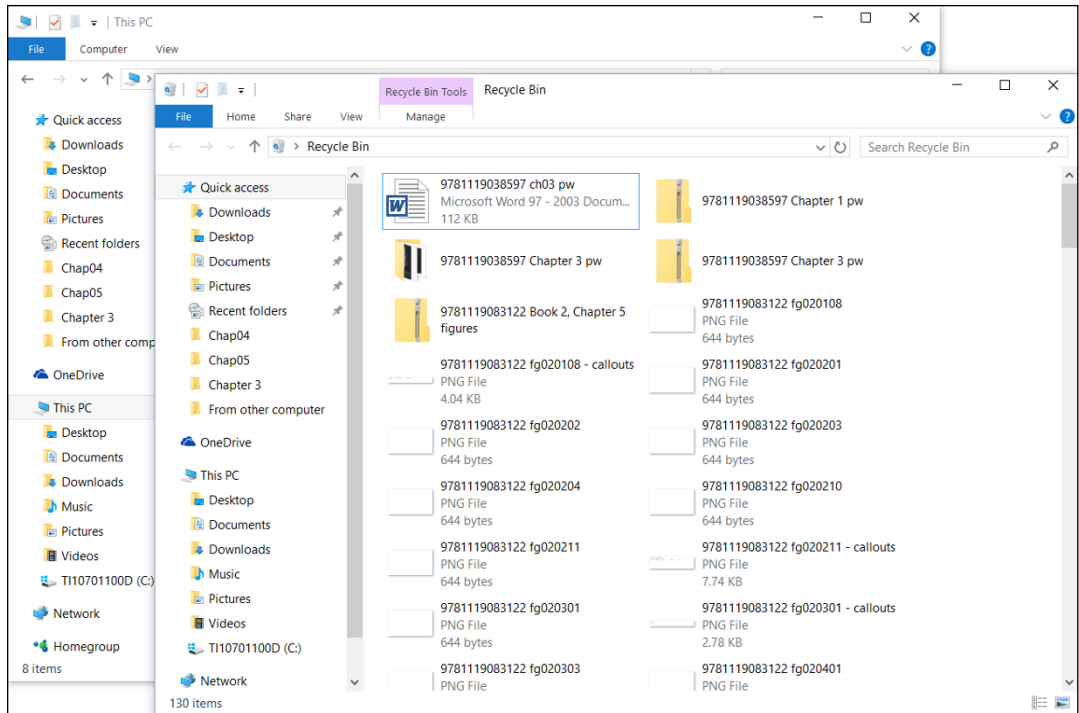 This PC
File Computer View
Quick access
Downloads
Desktop
Documents
Pictures
Recent folders
Chap04
Chap05
Chapter 3
From other comp
OneDrive
This PC
Desktop
Documents
Downloads
Music
Pictures
Videos
TI10701100D (C:)
Network
Homegroup
8 items
Recycle Bin Tools Recycle Bin
File Home Share View Manage
Recycle Bin
Search Recycle Bin
Quick access
Downloads
Desktop
Documents
Pictures
Recent folders
Chap04
Chap05
Chapter 3
From other computer
OneDrive
This PC
Desktop
Documents
Downloads
Music
Pictures
Videos
TI10701100D (C:)
Network
130 items
9781119038597 ch03 pw
Microsoft Word 97 - 2003 Docum...
112 KB
9781119038597 Chapter 1 pw
9781119038597 Chapter 3 pw
9781119038597 Chapter 3 pw
9781119083122 Book 2, Chapter 5
figures
9781119083122 fg020108
PNG File
644 bytes
9781119083122 fg020108 - callouts
PNG File
4.04 KB
9781119083122 fg020201
PNG File
644 bytes
9781119083122 fg020202
PNG File
644 bytes
9781119083122 fg020203
PNG File
644 bytes
9781119083122 fg020204
PNG File
644 bytes
9781119083122 fg020210
PNG File
644 bytes
9781119083122 fg020211
PNG File
644 bytes
9781119083122 fg020211 - callouts
PNG File
7.74 KB
9781119083122 fg020301
PNG File
644 bytes
9781119083122 fg020301 - callouts
PNG File
2.78 KB
9781119083122 fg020303
PNG File
9781119083122 fg020401
PNG File